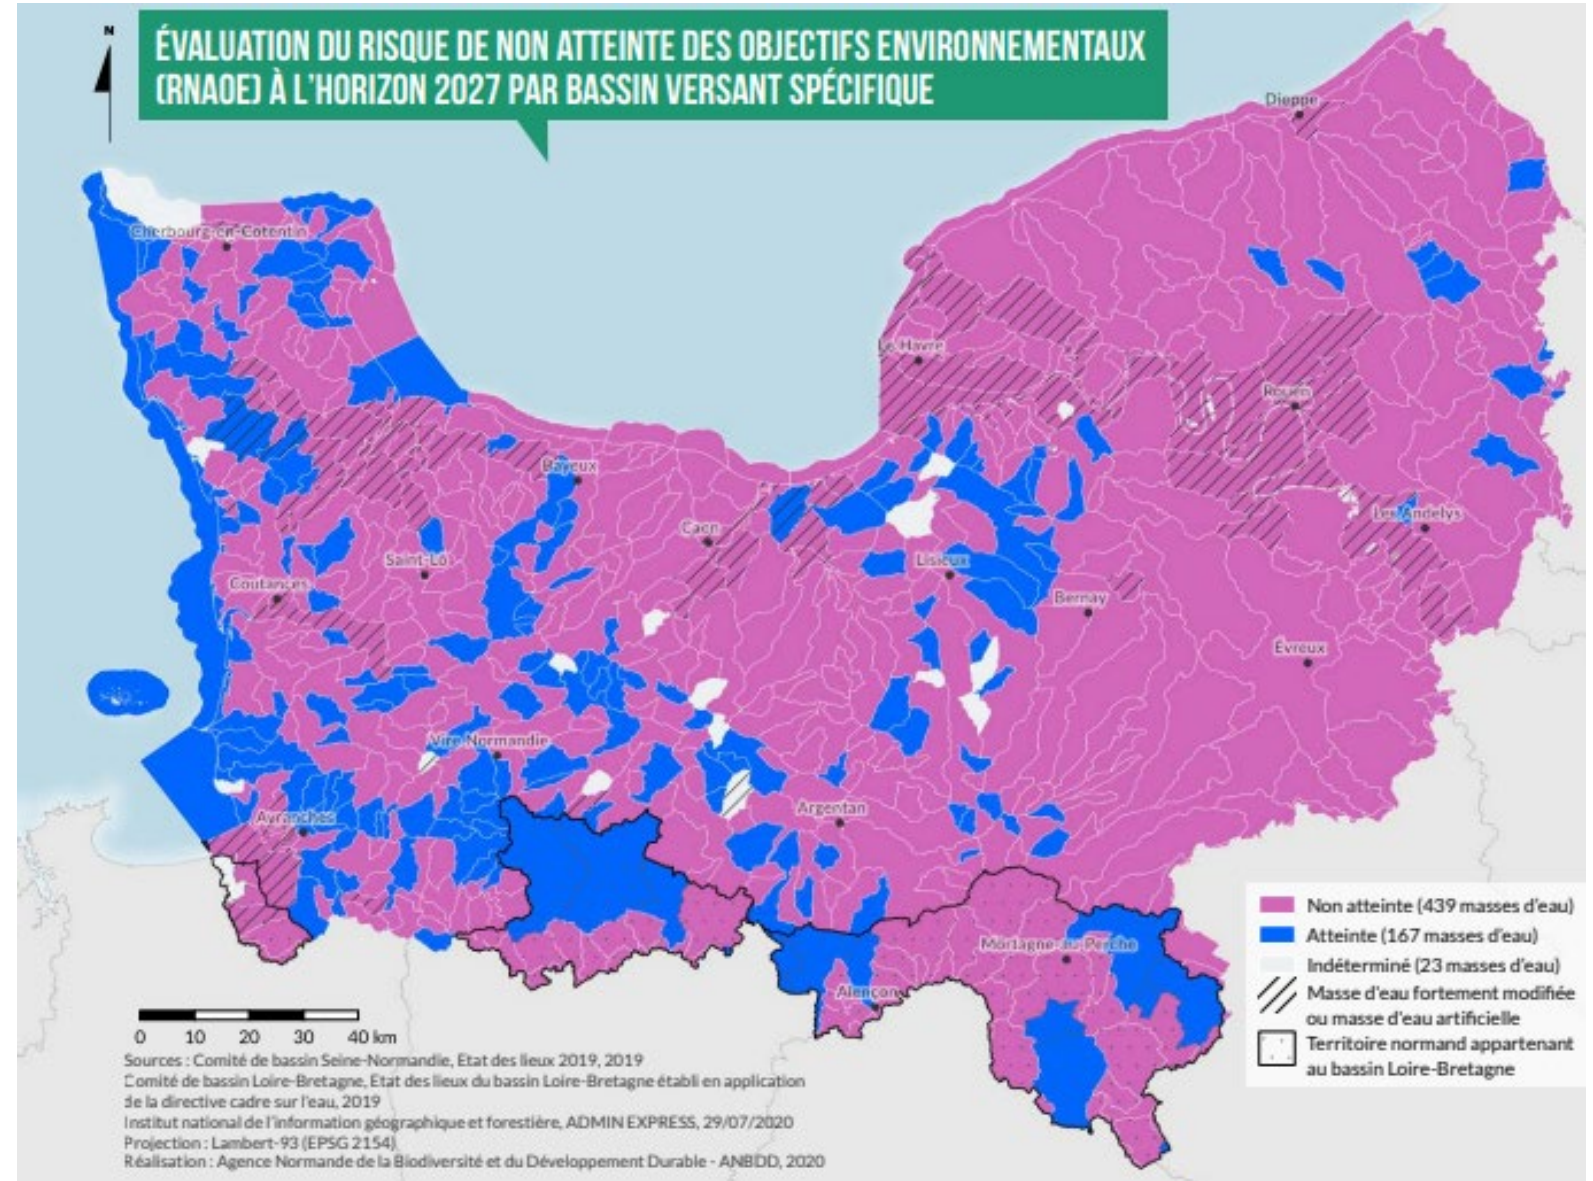 ÉVALUATION DU RISQUE DE NON ATTEINTE DES OBJECTIFS ENVIRONNEMENTAUX
(RNAOE) À L'HORIZON 2027 PAR BASSIN VERSANT SPÉCIFIQUE
N
Dieppe
Cherbourg-en-Cotentin
Le Havre
Rouen
Bayeux
Caen
Les Andelys
Saint-Lô
Lisieux
Coutances
Bernay
Évreux
Vire Normandie
Argentan
Avranches
Mortagne-au-Perche
Alençon
Non atteinte (439 masses d'eau)
Atteinte (167 masses d'eau)
Indéterminé (23 masses d'eau)
Masse d'eau fortement modifiée
ou masse d'eau artificielle
Territoire normand appartenant
au bassin Loire-Bretagne
0 10 20 30 40 km
Sources : Comité de bassin Seine-Normandie, Etat des lieux 2019, 2019
Comité de bassin Loire-Bretagne, Etat des lieux du bassin Loire-Bretagne établi en application
de la directive cadre sur l'eau, 2019
Institut national de l'information géographique et forestière, ADMIN EXPRESS, 29/07/2020
Projection : Lambert-93 (EPSG 2154)
Réalisation : Agence Normande de la Biodiversité et du Développement Durable - ANBDD, 2020